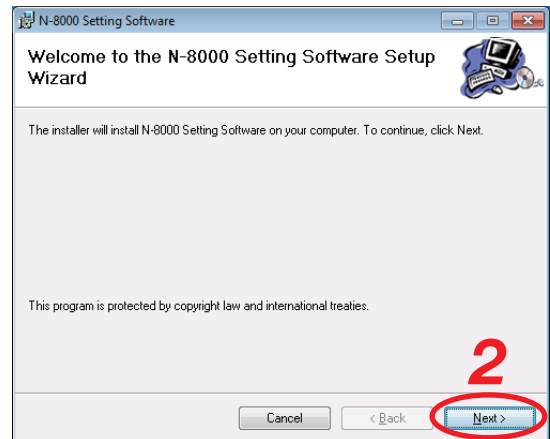 N-8000 Setting Software
Welcome to the N-8000 Setting Software Setup
Wizard
The installer will install N-8000 Setting Software on your computer. To continue, click Next.
This program is protected by copyright law and international treaties.
2
Cancel
< Back
Next >